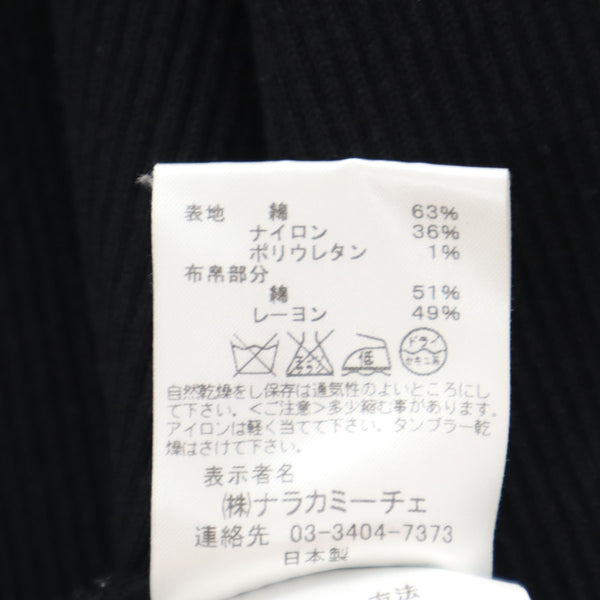 表地 綿 63%
ナイロン 36%
ポリウレタン 1%
布帛部分
綿 51%
レーヨン 49%
エンソサラシ 低 ドライ セキユ系
自然乾燥をし保存は通気性のよいところにし
て下さい。<ご注意>多少縮む事があります。
アイロンは軽く当てて下さい。タンブラー乾
燥はさけて下さい。
表示者名
㈱ナラカミーチェ
連絡先 03-3404-7373
日本製